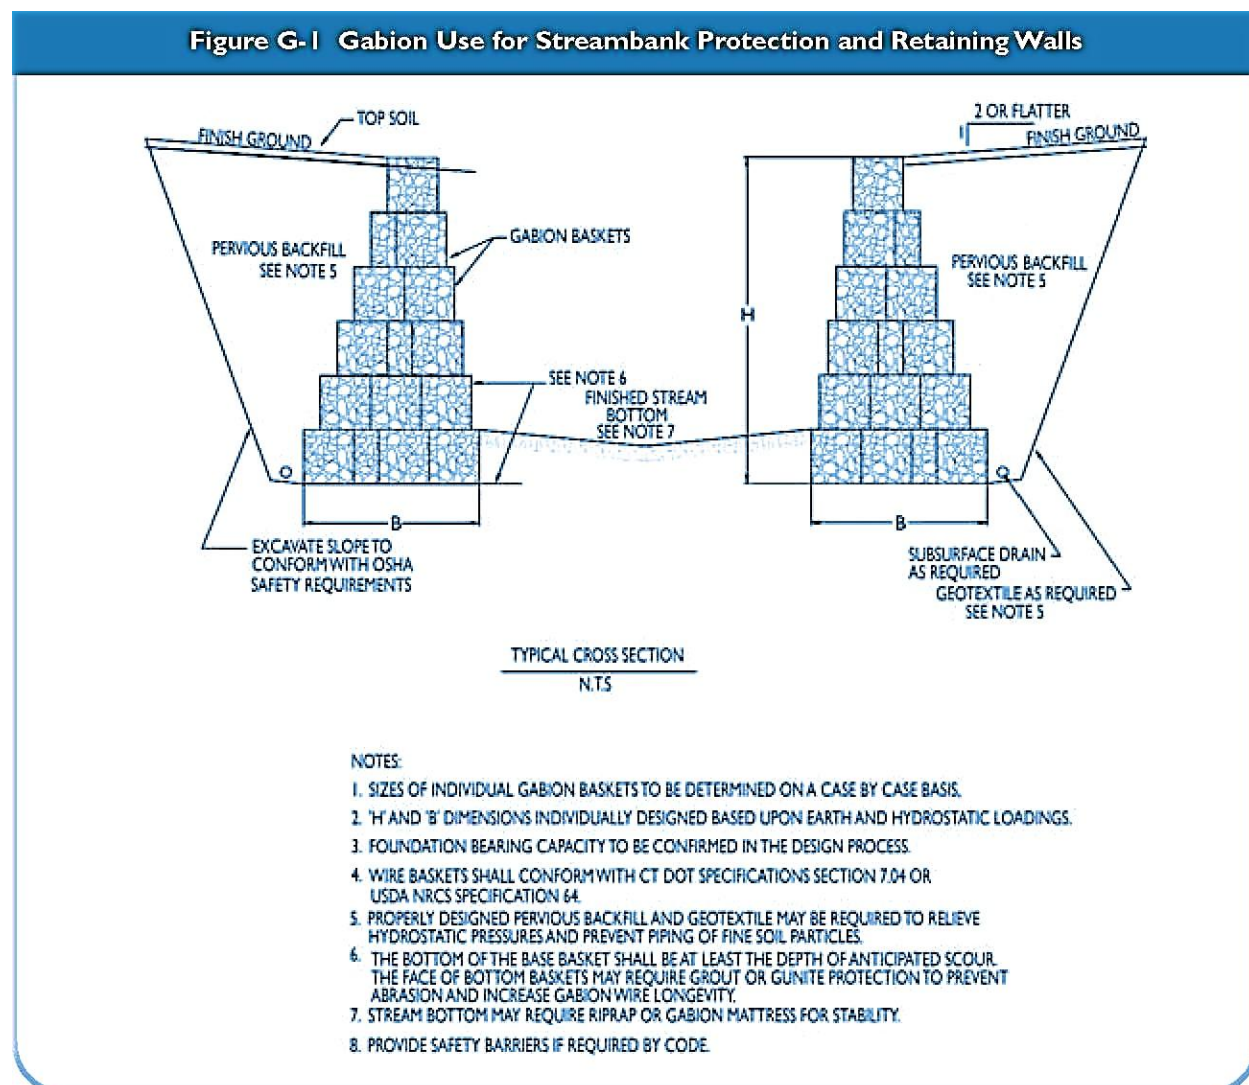 Figure G-1 Gabion Use for Streambank Protection and Retaining Walls
TOP SOIL
FINISH GROUND
2 OR FLATTER
1
FINISH GROUND
GABION BASKETS
PERVIOUS BACKFILL
SEE NOTE 5
PERVIOUS BACKFILL
SEE NOTE 5
H
SEE NOTE 6
FINISHED STREAM
BOTTOM
SEE NOTE 7
B
B
EXCAVATE SLOPE TO
CONFORM WITH OSHA
SAFETY REQUIREMENTS
SUBSURFACE DRAIN
AS REQUIRED
GEOTEXTILE AS REQUIRED
SEE NOTE 5
TYPICAL CROSS SECTION
N.T.S
NOTES:
1. SIZES OF INDIVIDUAL GABION BASKETS TO BE DETERMINED ON A CASE BY CASE BASIS.
2. 'H' AND 'B' DIMENSIONS INDIVIDUALLY DESIGNED BASED UPON EARTH AND HYDROSTATIC LOADINGS.
3. FOUNDATION BEARING CAPACITY TO BE CONFIRMED IN THE DESIGN PROCESS.
4. WIRE BASKETS SHALL CONFORM WITH CT DOT SPECIFICATIONS SECTION 7.04 OR
USDA NRCS SPECIFICATION 64.
5. PROPERLY DESIGNED PERVIOUS BACKFILL AND GEOTEXTILE MAY BE REQUIRED TO RELIEVE
HYDROSTATIC PRESSURES AND PREVENT PIPING OF FINE SOIL PARTICLES.
6. THE BOTTOM OF THE BASE BASKET SHALL BE AT LEAST THE DEPTH OF ANTICIPATED SCOUR.
THE FACE OF BOTTOM BASKETS MAY REQUIRE GROUT OR GUNITE PROTECTION TO PREVENT
ABRASION AND INCREASE GABION WIRE LONGEVITY.
7. STREAM BOTTOM MAY REQUIRE RIPRAP OR GABION MATTRESS FOR STABILITY.
8. PROVIDE SAFETY BARRIERS IF REQUIRED BY CODE.